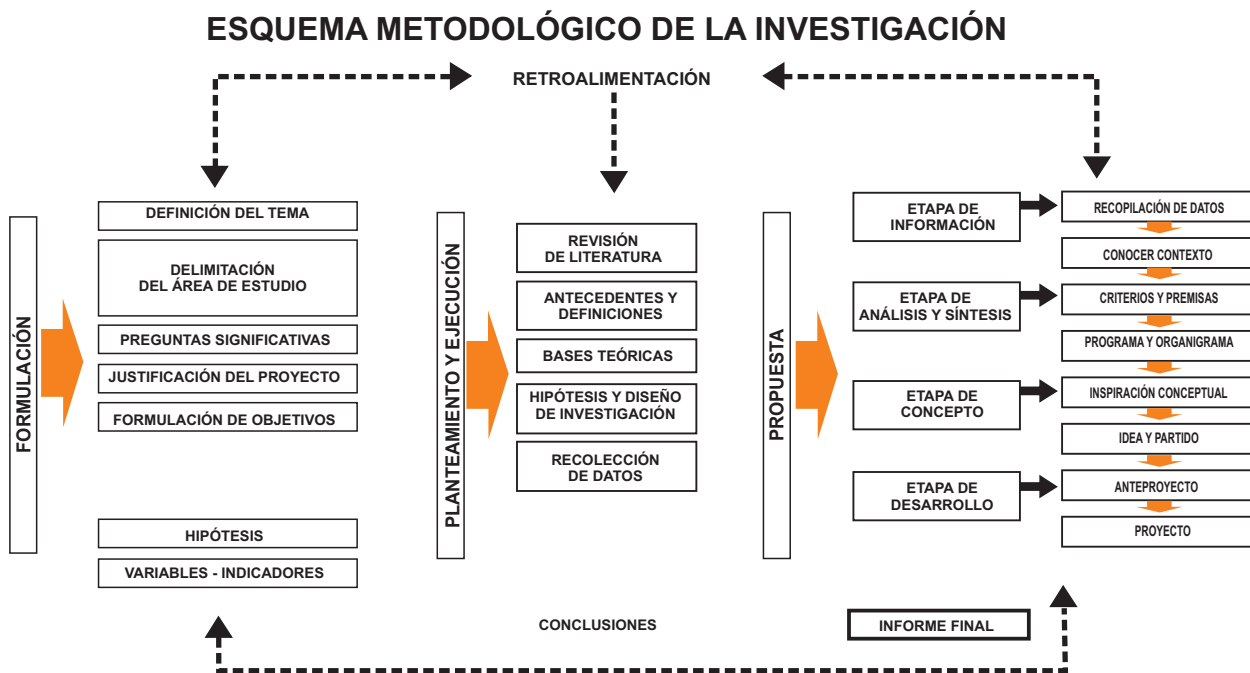 ESQUEMA METODOLÓGICO DE LA INVESTIGACIÓN
RETROALIMENTACIÓN
FORMULACIÓN
DEFINICIÓN DEL TEMA
DELIMITACIÓN
DEL ÁREA DE ESTUDIO
PREGUNTAS SIGNIFICATIVAS
JUSTIFICACIÓN DEL PROYECTO
FORMULACIÓN DE OBJETIVOS
HIPÓTESIS
VARIABLES - INDICADORES
PLANTEAMIENTO Y EJECUCIÓN
REVISIÓN
DE LITERATURA
ANTECEDENTES Y
DEFINICIONES
BASES TEÓRICAS
HIPÓTESIS Y DISEÑO
DE INVESTIGACIÓN
RECOLECCIÓN
DE DATOS
PROPUESTA
ETAPA DE
INFORMACIÓN
ETAPA DE
ANÁLISIS Y SÍNTESIS
ETAPA DE
CONCEPTO
ETAPA DE
DESARROLLO
RECOPILACIÓN DE DATOS
CONOCER CONTEXTO
CRITERIOS Y PREMISAS
PROGRAMA Y ORGANIGRAMA
INSPIRACIÓN CONCEPTUAL
IDEA Y PARTIDO
ANTEPROYECTO
PROYECTO
CONCLUSIONES
INFORME FINAL